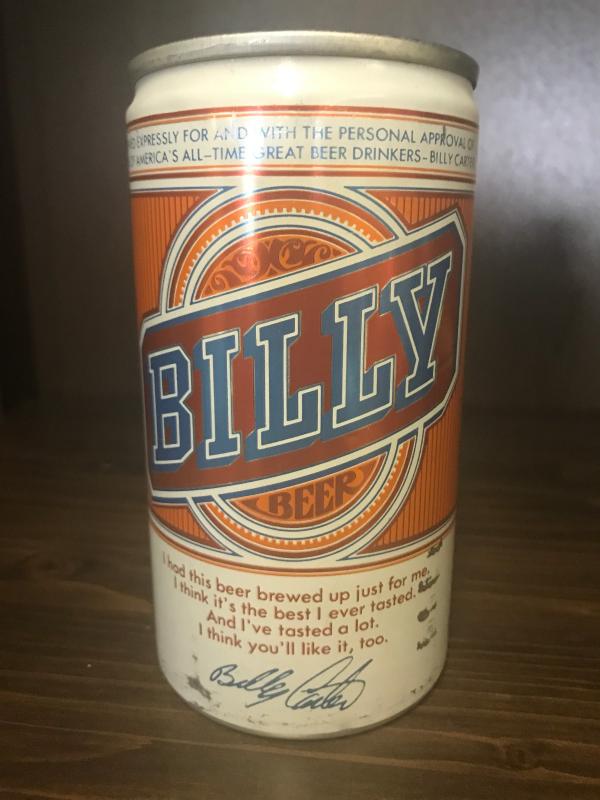 EXPRESSLY FOR AND WITH THE PERSONAL APPROVAL
AMERICA'S ALL-TIME GREAT BEER DRINKERS-BILLY
BILLY
BEER
I had this beer brewed up just for me.
I think it's the best I ever tasted.
And I've tasted a lot.
I think you'll like it, too.
Billy Carter